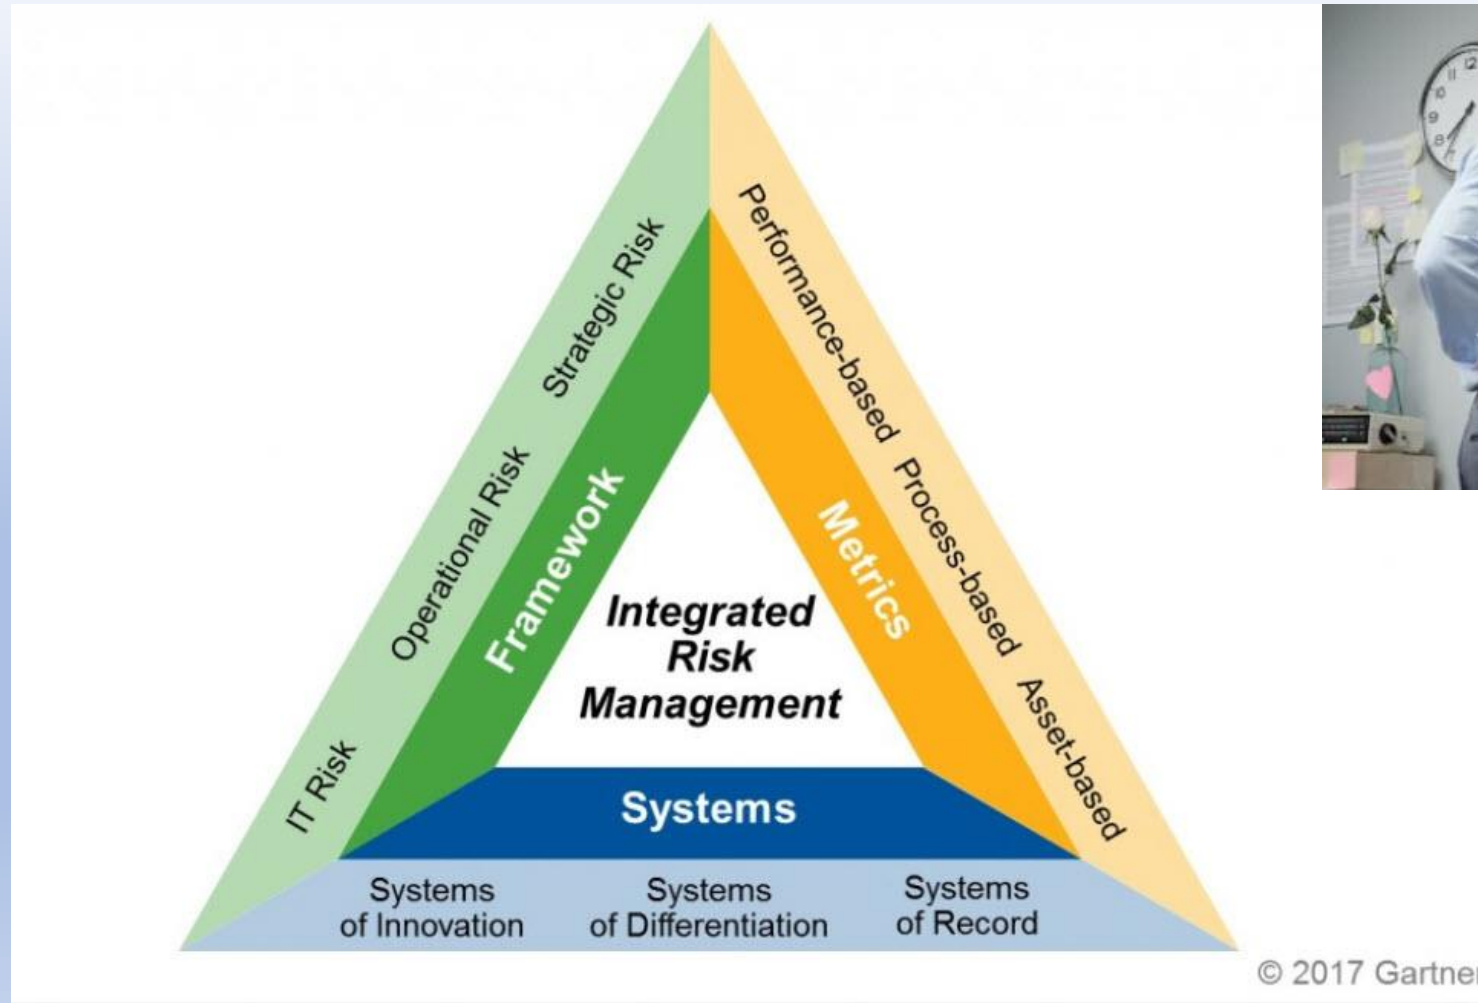 Strategic Risk
Operational Risk
IT Risk
Framework
Performance-based
Process-based
Asset-based
Metrics
Integrated
Risk
Management
Systems
Systems
of Innovation
Systems
of Differentiation
Systems
of Record
© 2017 Gartner